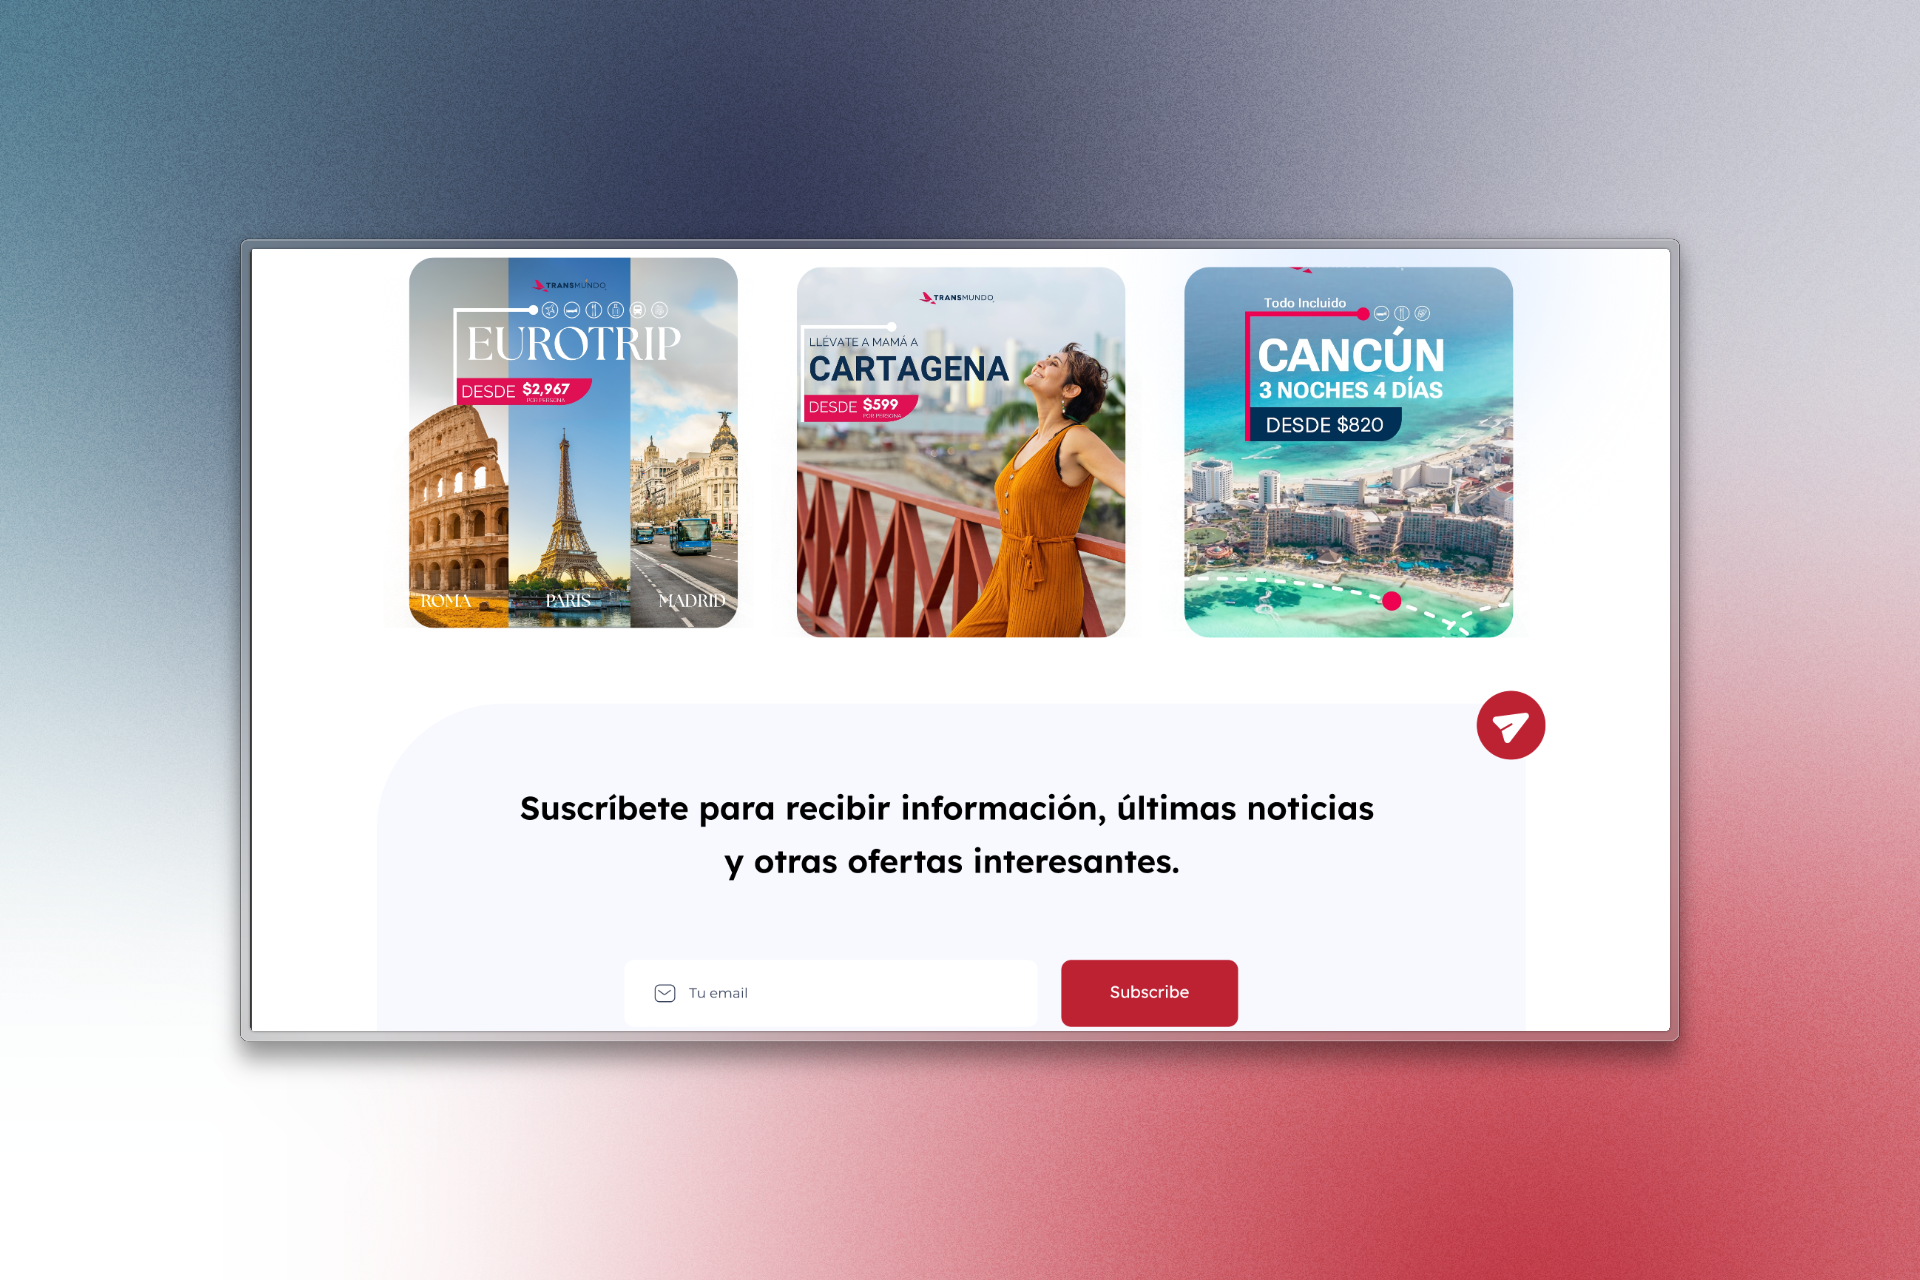 TRANSMUNDO
EUROTRIP
DESDE $2,967
POR PERSONA
ROMA
PARIS
MADRID
TRANSMUNDO
LLÉVATE A MAMÁ A
CARTAGENA
DESDE $599
POR PERSONA
Todo Incluido
CANCÚN
3 NOCHES 4 DÍAS
DESDE $820
Suscríbete para recibir información, últimas noticias
y otras ofertas interesantes.
Tu email
Subscribe